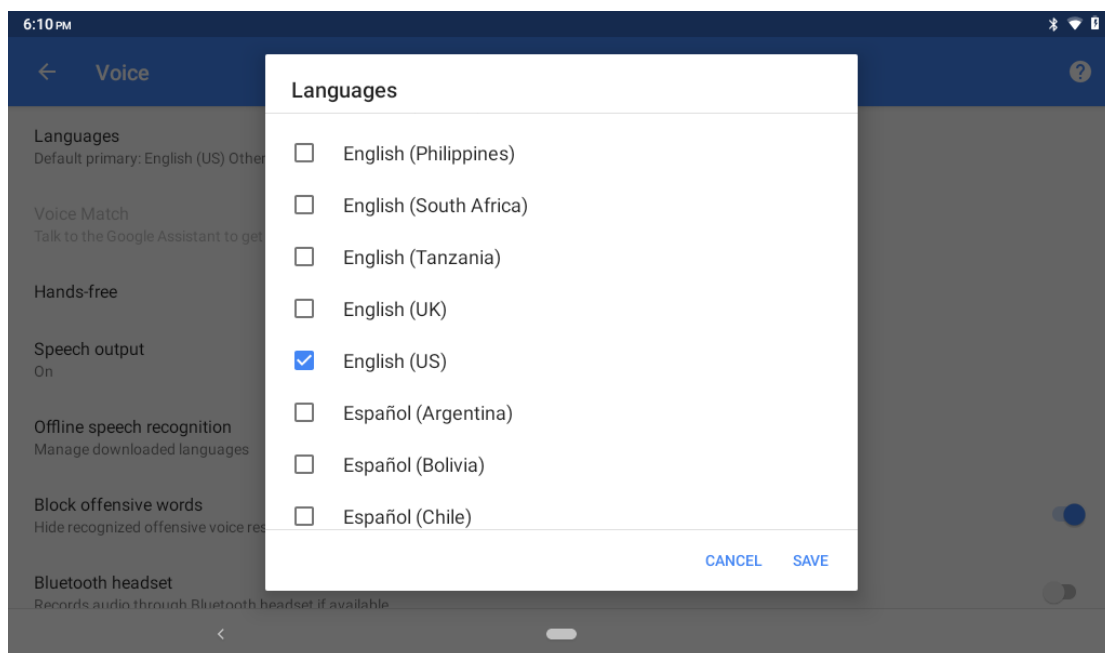 6:10 PM
Voice
Languages
Default primary: English (US) Other
Voice Match
Talk to the Google Assistant to get
Hands-free
Speech output
On
Offline speech recognition
Manage downloaded languages
Block offensive words
Hide recognized offensive voice res
Bluetooth headset
Records audio through Bluetooth headset if available
Languages
English (Philippines)
English (South Africa)
English (Tanzania)
English (UK)
English (US)
Español (Argentina)
Español (Bolivia)
Español (Chile)
CANCEL SAVE